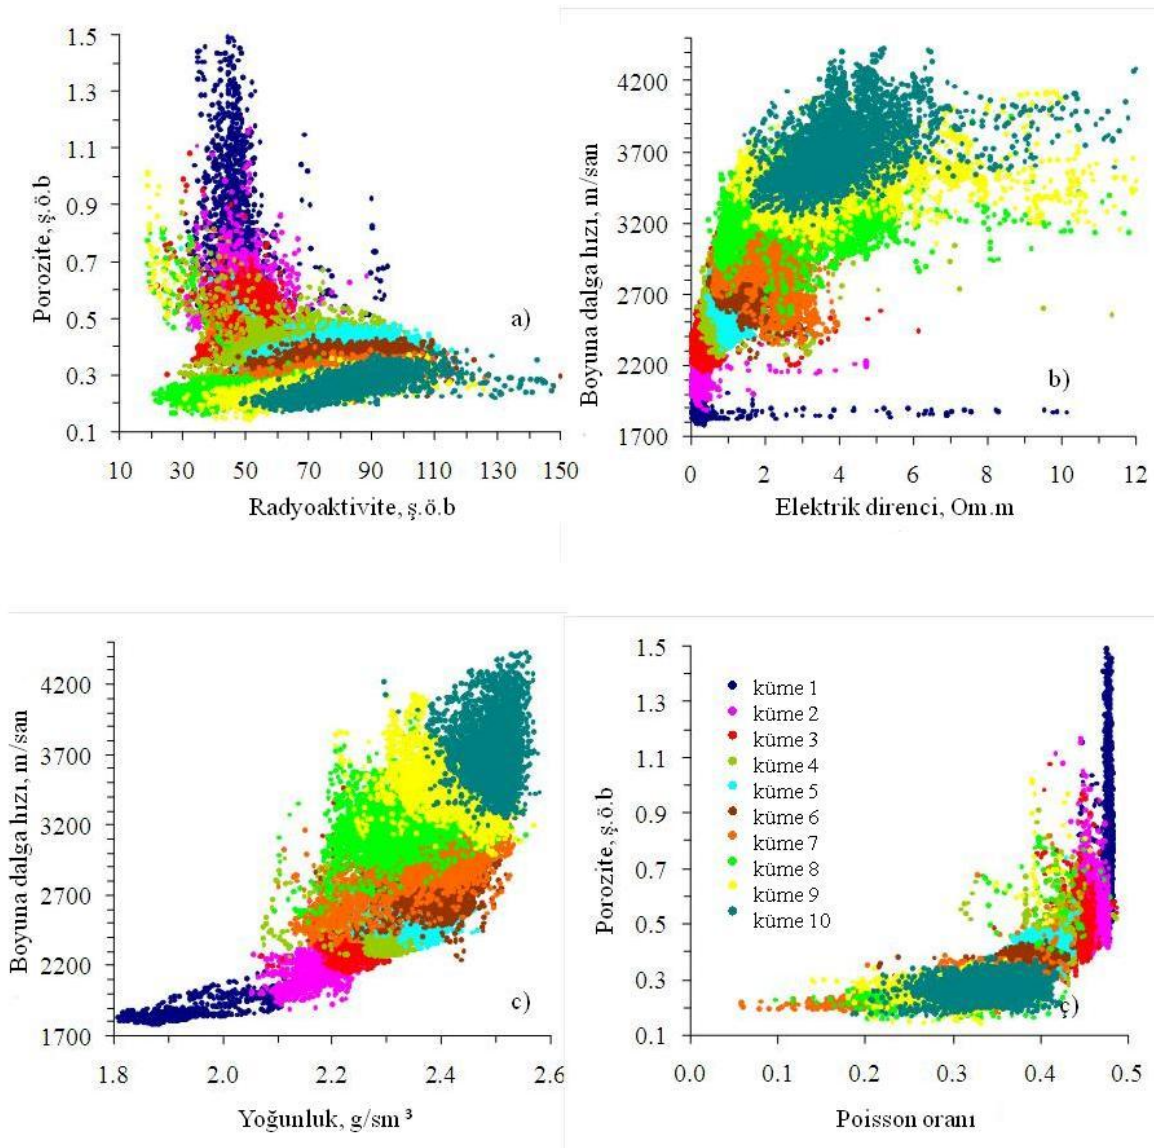 1.5
1.3
1.1
0.9
0.7
0.5
0.3
0.1
Porozite, ş.ö.b
a)
10 30 50 70 90 110 130 150
Radyoaktivite, ş.ö.b
4200
3700
3200
2700
2200
1700
Boyuna dalga hızı, m/san
b)
0 2 4 6 8 10 12
Elektrik direnci, Om.m
4200
3700
3200
2700
2200
1700
Boyuna dalga hızı, m/san
c)
1.8 2.0 2.2 2.4 2.6
Yoğunluk, g/sm³
1.5
1.3
1.1
0.9
0.7
0.5
0.3
0.1
Porozite, ş.ö.b
küme 1
küme 2
küme 3
küme 4
küme 5
küme 6
küme 7
küme 8
küme 9
küme 10
ç)
0.0 0.1 0.2 0.3 0.4 0.5
Poisson oranı